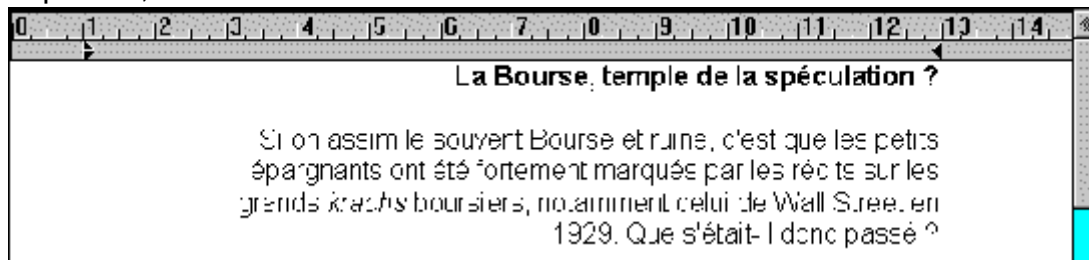 0 1 2 3 4 5 6 7 8 9 10 11 12 13 14
La Bourse, temple de la spéculation ?
Si on assimile souvent Bourse et ruine, c'est que les petits
épargnants ont été fortement marqués par les récits sur les
grands krachs boursiers, notamment celui de Wall Street en
1929. Que s'était-il donc passé ?